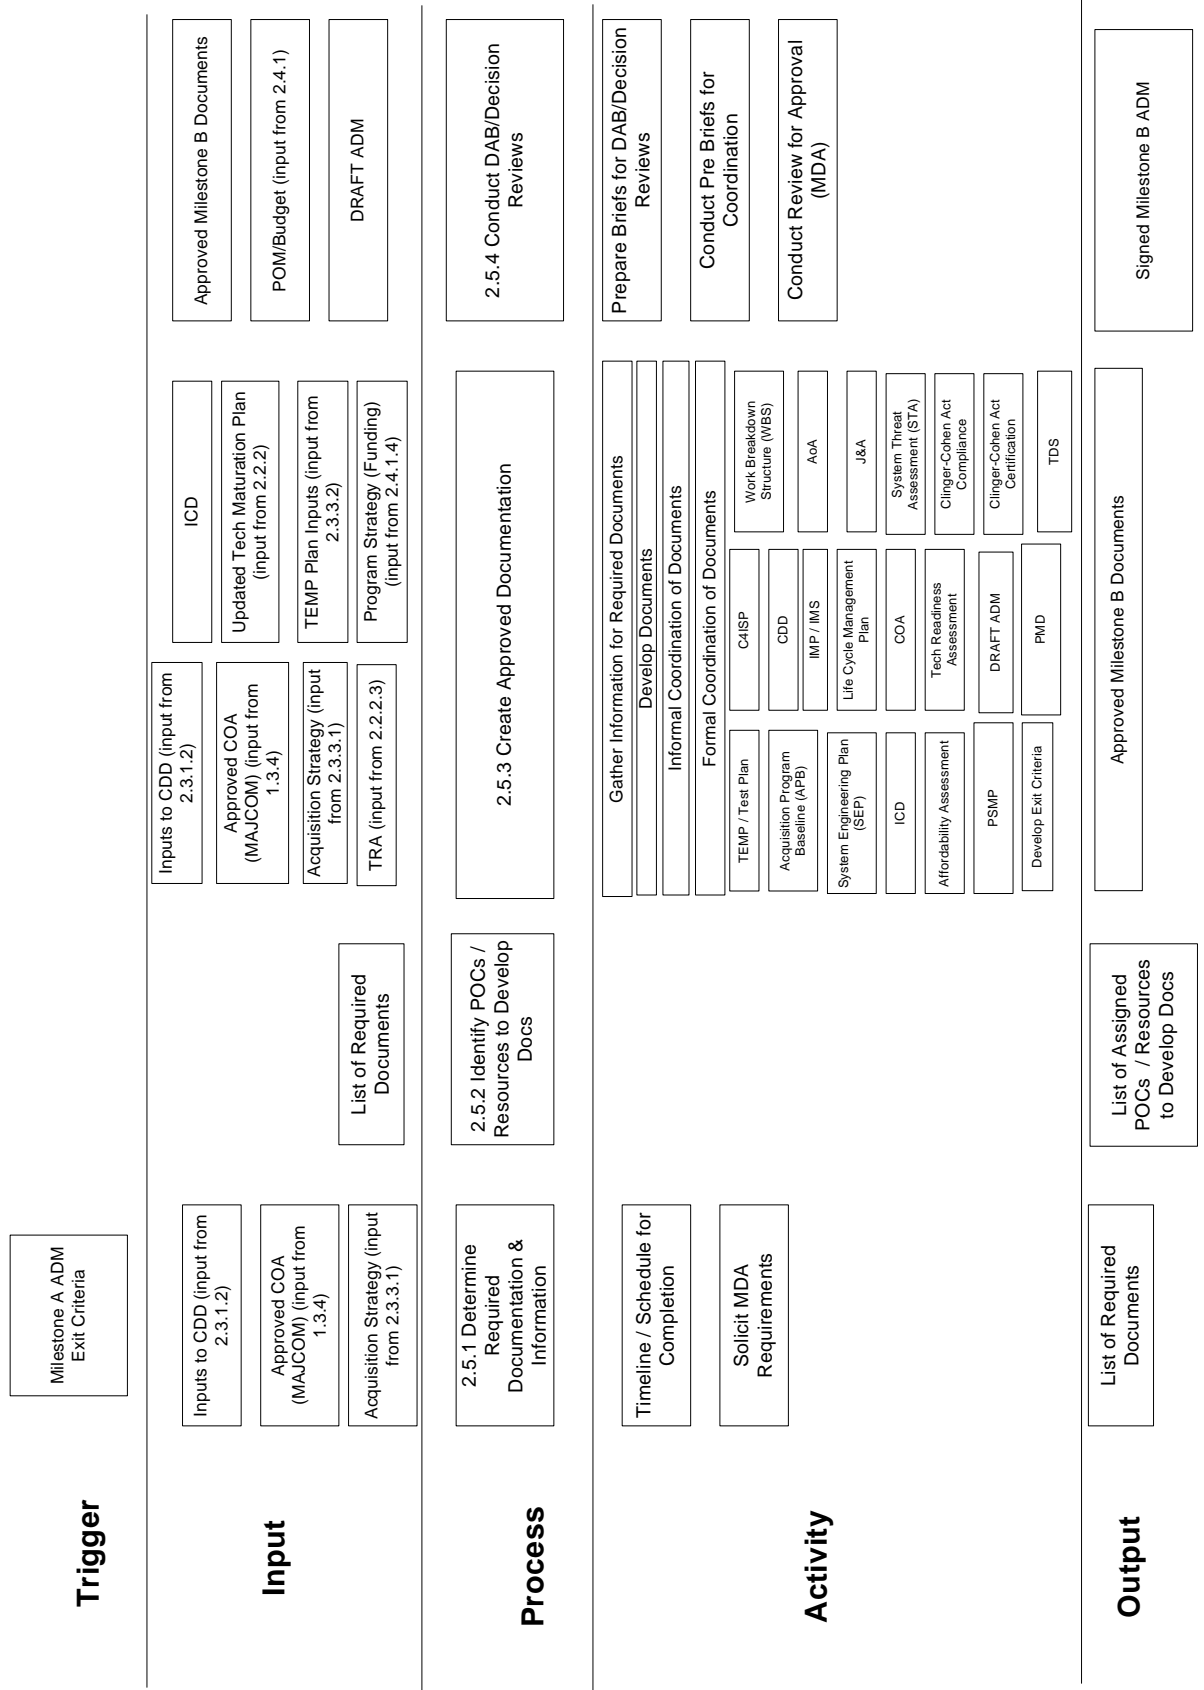 Trigger
Milestone A ADM
Exit Criteria
Input
Inputs to CDD (input from
2.3.1.2)
Approved COA
(MAJCOM) (input from
1.3.4)
Acquisition Strategy (input
from 2.3.3.1)
List of Required
Documents
Inputs to CDD (input from
2.3.1.2)
Approved COA
(MAJCOM) (input from
1.3.4)
Acquisition Strategy (input
from 2.3.3.1)
TRA (input from 2.2.2.3)
ICD
Updated Tech Maturation Plan
(input from 2.2.2)
TEMP Plan Inputs (input from
2.3.3.2)
Program Strategy (Funding)
(input from 2.4.1.4)
Approved Milestone B Documents
POM/Budget (input from 2.4.1)
DRAFT ADM
Process
2.5.1 Determine
Required
Documentation &
Information
2.5.2 Identify POCs /
Resources to Develop
Docs
2.5.3 Create Approved Documentation
2.5.4 Conduct DAB/Decision
Reviews
Activity
Timeline / Schedule for
Completion
Solicit MDA
Requirements
Gather Information for Required Documents
Develop Documents
Informal Coordination of Documents
Formal Coordination of Documents
TEMP / Test Plan
Acquisition Program
Baseline (APB)
System Engineering Plan
(SEP)
ICD
Affordability Assessment
PSMP
Develop Exit Criteria
C4ISP
CDD
IMP / IMS
Life Cycle Management
Plan
COA
Tech Readiness
Assessment
DRAFT ADM
PMD
Work Breakdown
Structure (WBS)
AoA
J&A
System Threat
Assessment (STA)
Clinger-Cohen Act
Compliance
Clinger-Cohen Act
Certification
TDS
Prepare Briefs for DAB/Decision
Reviews
Conduct Pre Briefs for
Coordination
Conduct Review for Approval
(MDA)
Output
List of Required
Documents
List of Assigned
POCs / Resources
to Develop Docs
Approved Milestone B Documents
Signed Milestone B ADM